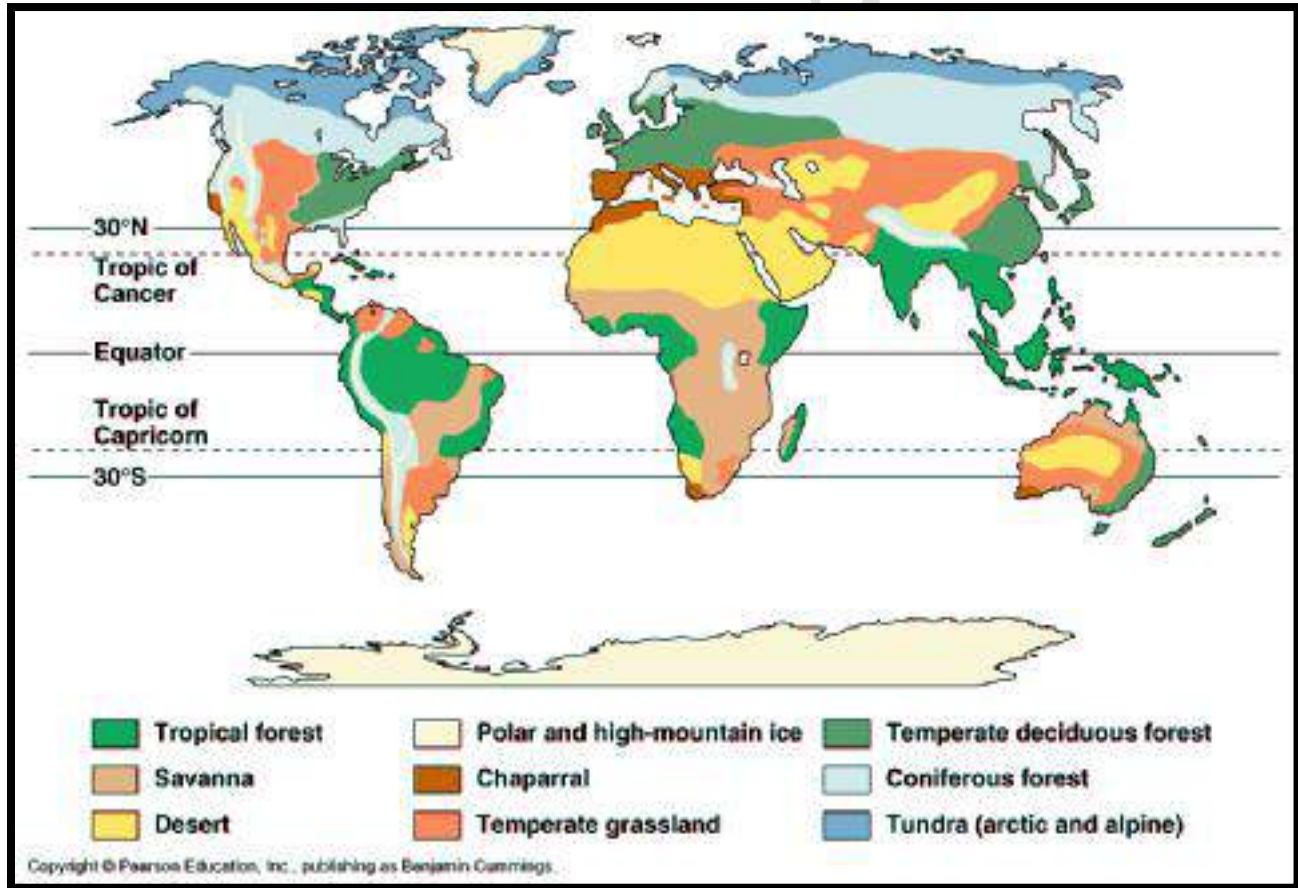 30°N
Tropic of
Cancer
Equator
Tropic of
Capricorn
30°S
Tropical forest
Polar and high-mountain ice
Temperate deciduous forest
Savanna
Chaparral
Coniferous forest
Desert
Temperate grassland
Tundra (arctic and alpine)
Copyright © Pearson Education, Inc., publishing as Benjamin Cummings.